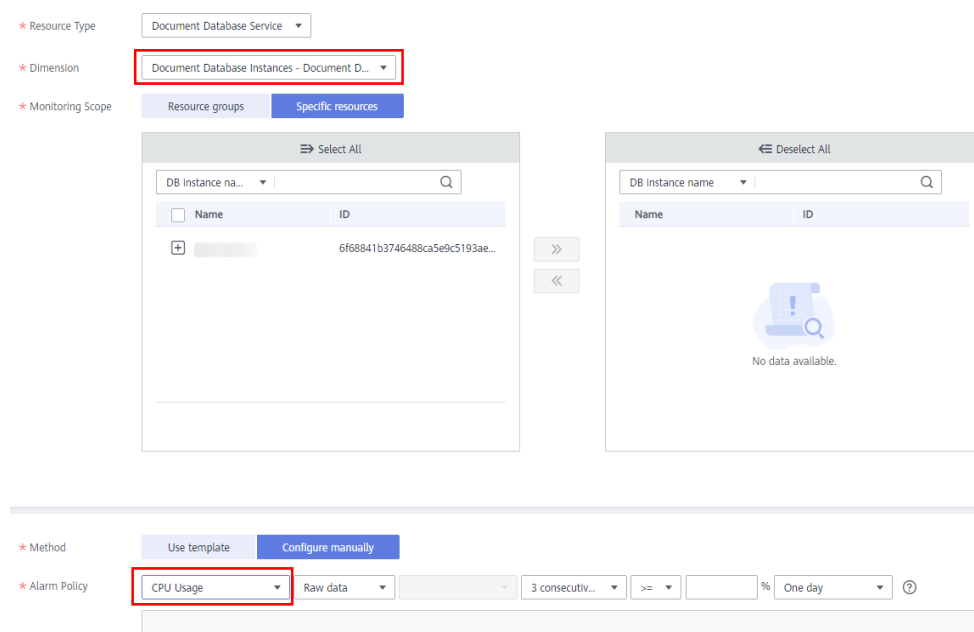 * Resource Type Document Database Service
* Dimension Document Database Instances - Document D...
* Monitoring Scope Resource groups Specific resources
Select All Deselect All
DB instance na... DB instance name
Name ID Name ID
6f68841b3746488ca5e9c5193ae...
No data available.
* Method Use template Configure manually
* Alarm Policy CPU Usage Raw data 3 consecutiv... >= % One day ?